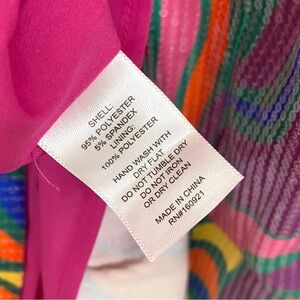 SHELL:
95% POLYESTER
5% SPANDEX
LINING:
100% POLYESTER
HAND WASH WITH
DRY FLAT
DO NOT TUMBLE DRY
DO NOT IRON
OR DRY CLEAN
MADE IN CHINA
RN#160921